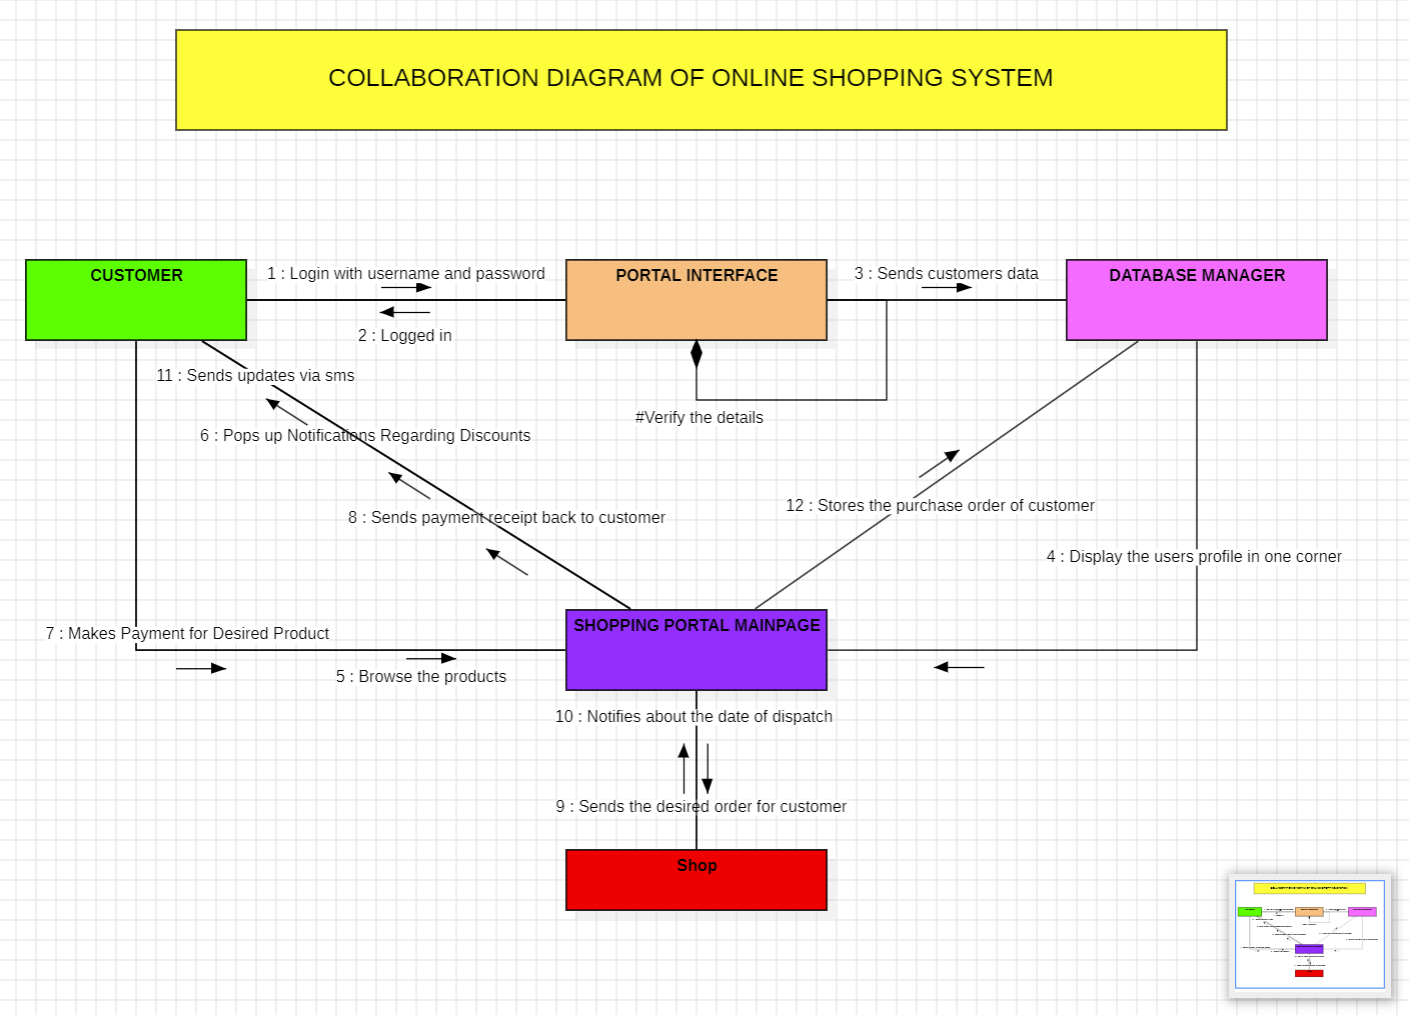 COLLABORATION DIAGRAM OF ONLINE SHOPPING SYSTEM
CUSTOMER
1 : Login with username and password
PORTAL INTERFACE
3 : Sends customers data
DATABASE MANAGER
2 : Logged in
11 : Sends updates via sms
#Verify the details
6 : Pops up Notifications Regarding Discounts
8 : Sends payment receipt back to customer
12 : Stores the purchase order of customer
4 : Display the users profile in one corner
SHOPPING PORTAL MAINPAGE
7 : Makes Payment for Desired Product
5 : Browse the products
10 : Notifies about the date of dispatch
9 : Sends the desired order for customer
Shop